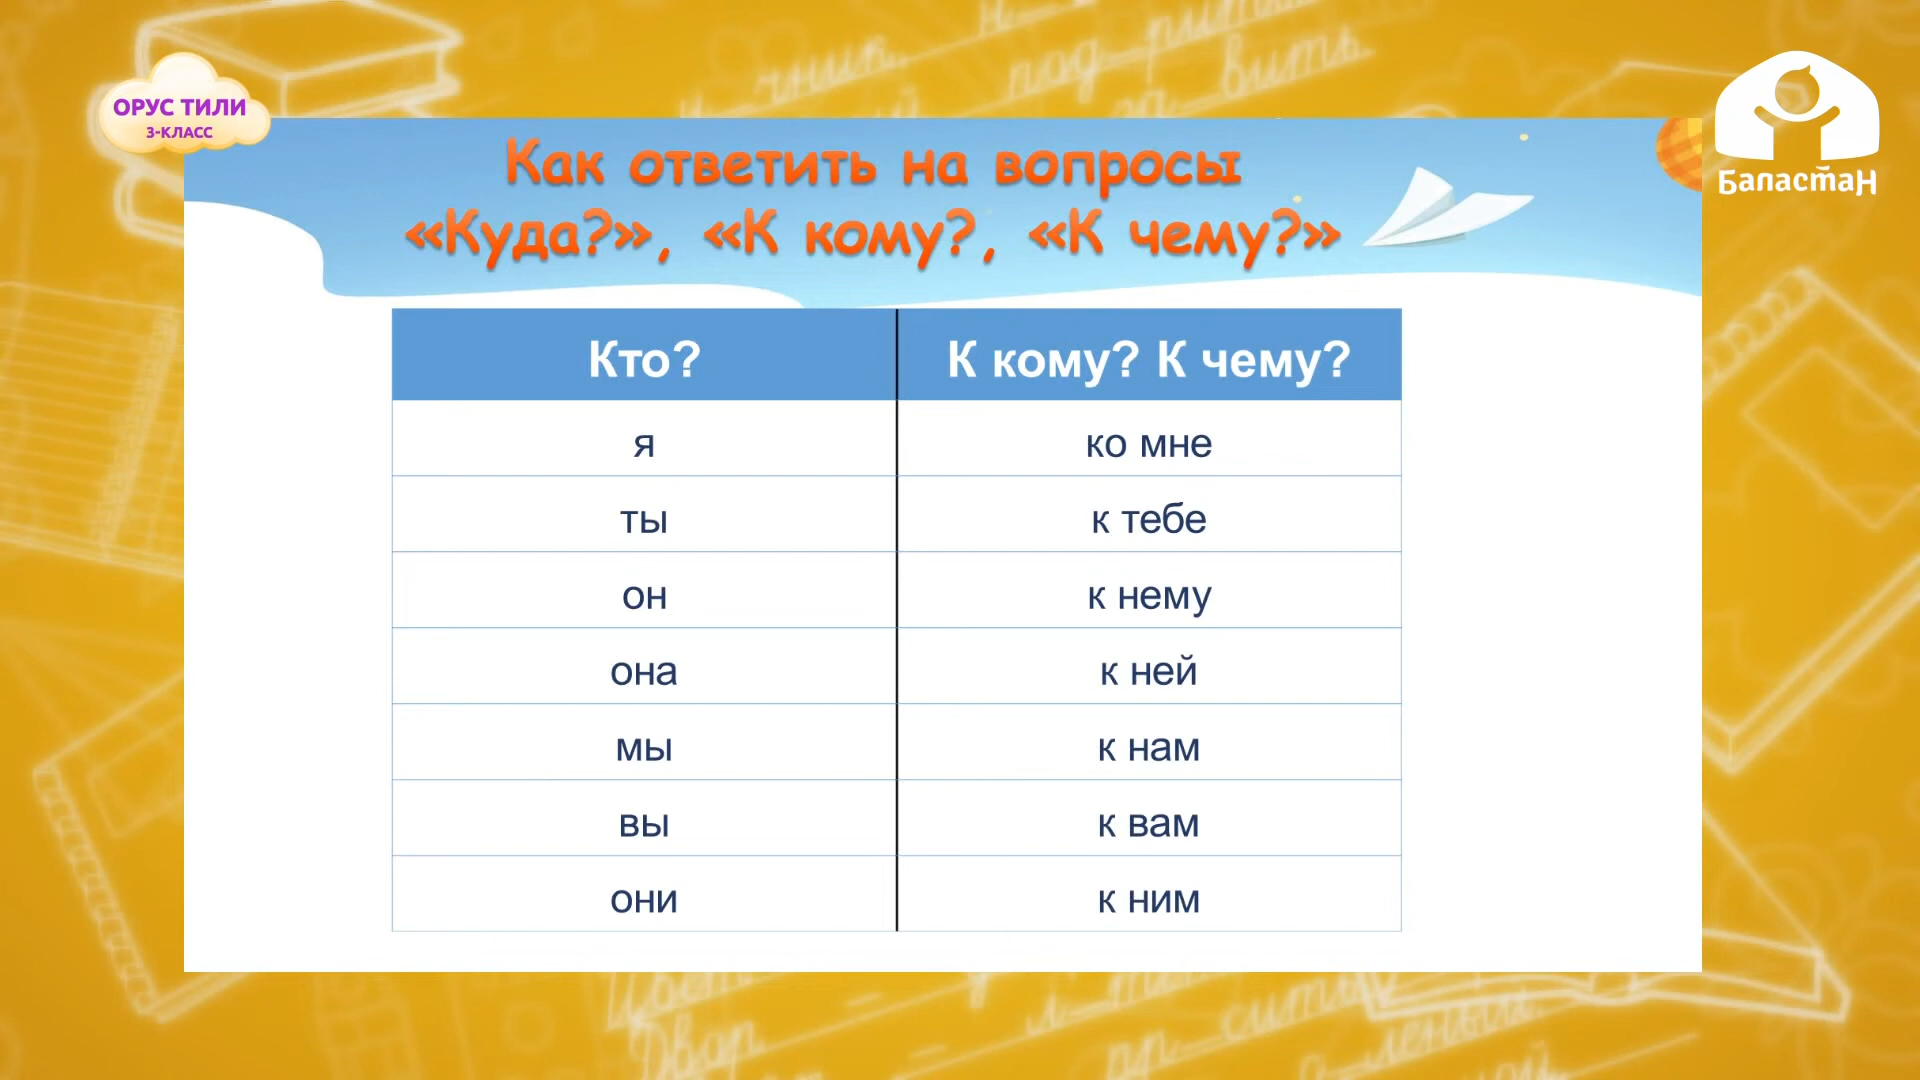 ОРУС ТИЛИ
3-КЛАСС
Баластан
Как ответить на вопросы
«Куда?», «К кому?, «К чему?»
Кто? К кому? К чему?
я ко мне
ты к тебе
он к нему
она к ней
мы к нам
вы к вам
они к ним